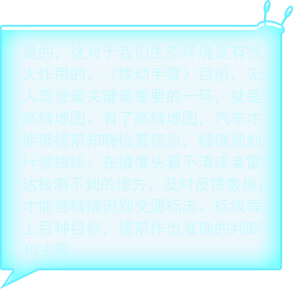 是的，这对于我们生态环境是有很
大作用的。（挥动手臂）目前，无
人驾驶最关键最重要的一环，就是
高精地图。有了高精地图，汽车才
能够提前知晓位置信息，精确规划
行驶路线，在摄像头看不清或者雷
达检测不到的地方，及时反馈数据，
才能够精确识别交通标志、标线等
上百种目标，提前作出准确的判断
和决策